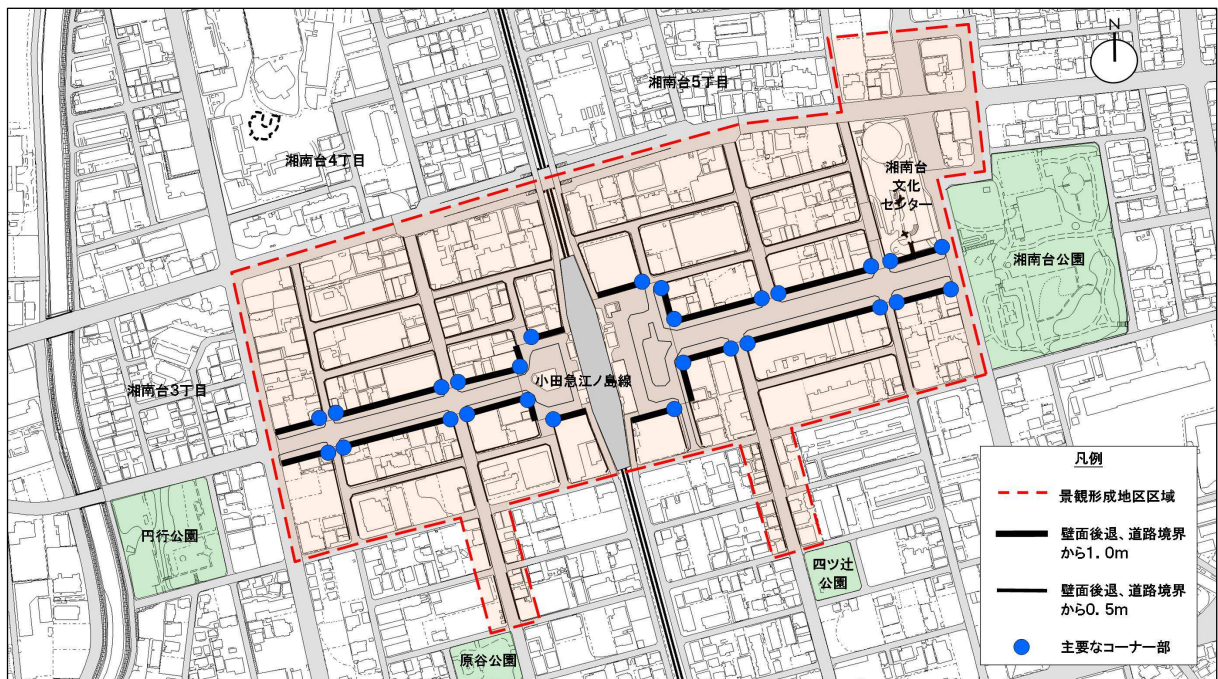 湘南台5丁目
N
湘南台4丁目
湘南台
文化
センター
湘南台公園
小田急江ノ島線
湘南台3丁目
円行公園
四ツ辻
公園
原谷公園
凡例
景観形成地区区域
壁面後退、道路境界
から1.0m
壁面後退、道路境界
から0.5m
主要なコーナー部